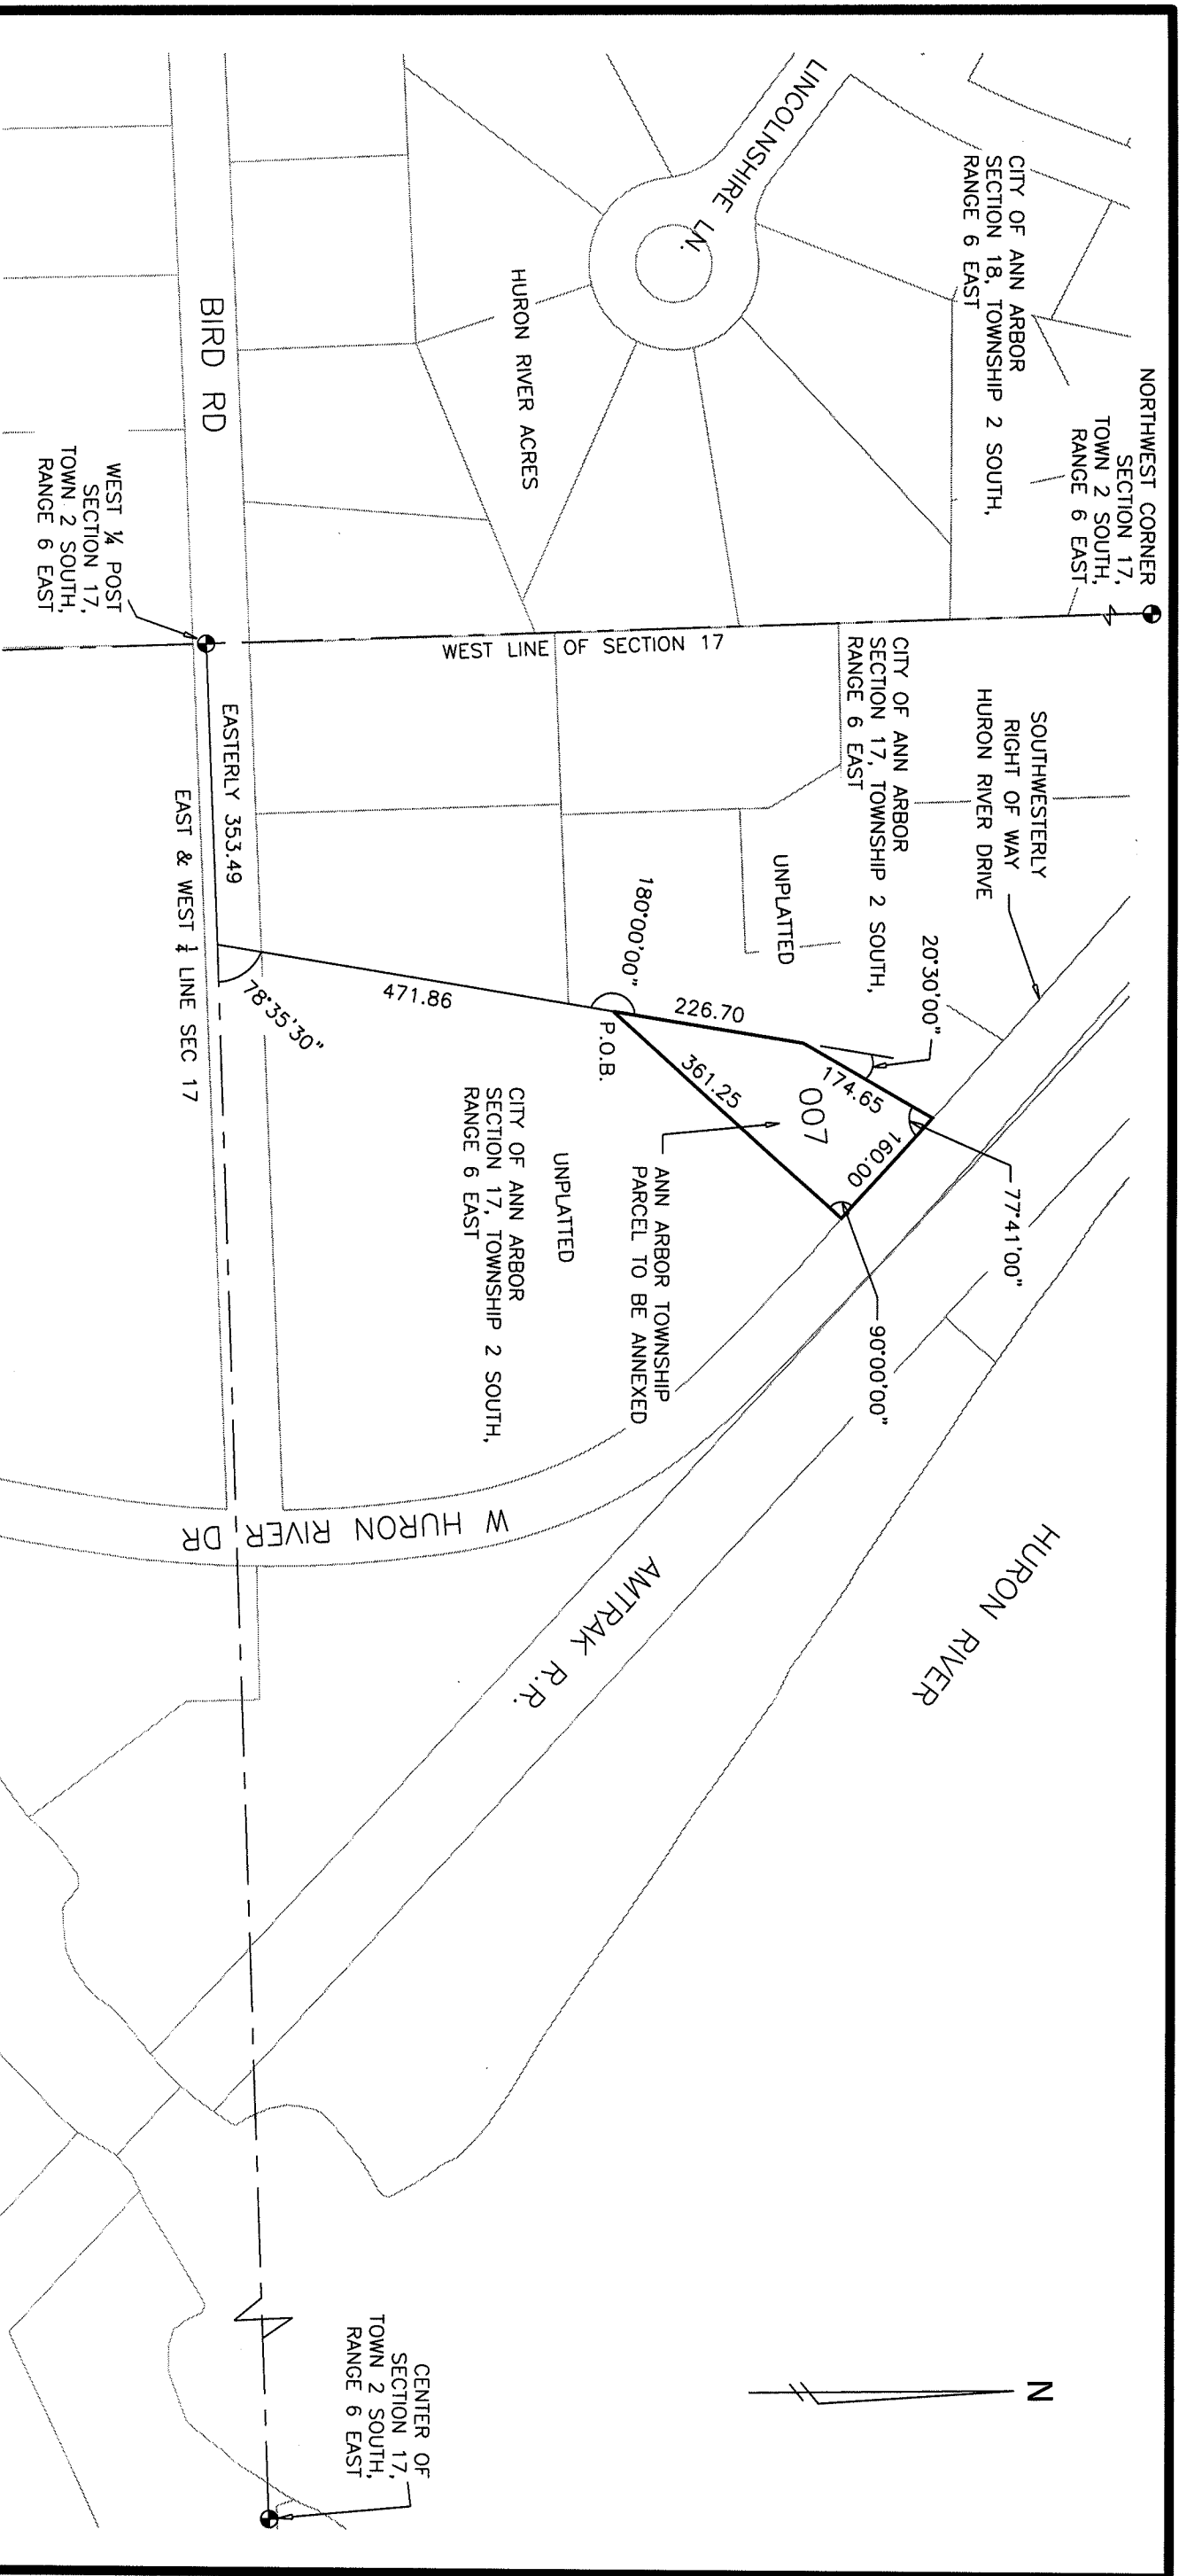 NORTHWEST CORNER
SECTION 17,
TOWN 2 SOUTH,
RANGE 6 EAST
CITY OF ANN ARBOR
SECTION 18, TOWNSHIP 2 SOUTH,
RANGE 6 EAST
LINCOLNSHIRE LN.
HURON RIVER ACRES
BIRD RD
WEST ¼ POST
SECTION 17,
TOWN 2 SOUTH,
RANGE 6 EAST
WEST LINE OF SECTION 17
SOUTHWESTERLY
RIGHT OF WAY
HURON RIVER DRIVE
CITY OF ANN ARBOR
SECTION 17, TOWNSHIP 2 SOUTH,
RANGE 6 EAST
UNPLATTED
20°30'00"
180°00'00"
226.70
174.65
77°41'00"
160.00
90°00'00"
361.25
007
P.O.B.
471.86
78°35'30"
EASTERLY 353.49
EAST & WEST ¼ LINE SEC 17
ANN ARBOR TOWNSHIP
PARCEL TO BE ANNEXED
UNPLATTED
CITY OF ANN ARBOR
SECTION 17, TOWNSHIP 2 SOUTH,
RANGE 6 EAST
W HURON RIVER DR
AMTRAK R.R.
HURON RIVER
CENTER OF
SECTION 17,
TOWN 2 SOUTH,
RANGE 6 EAST
N